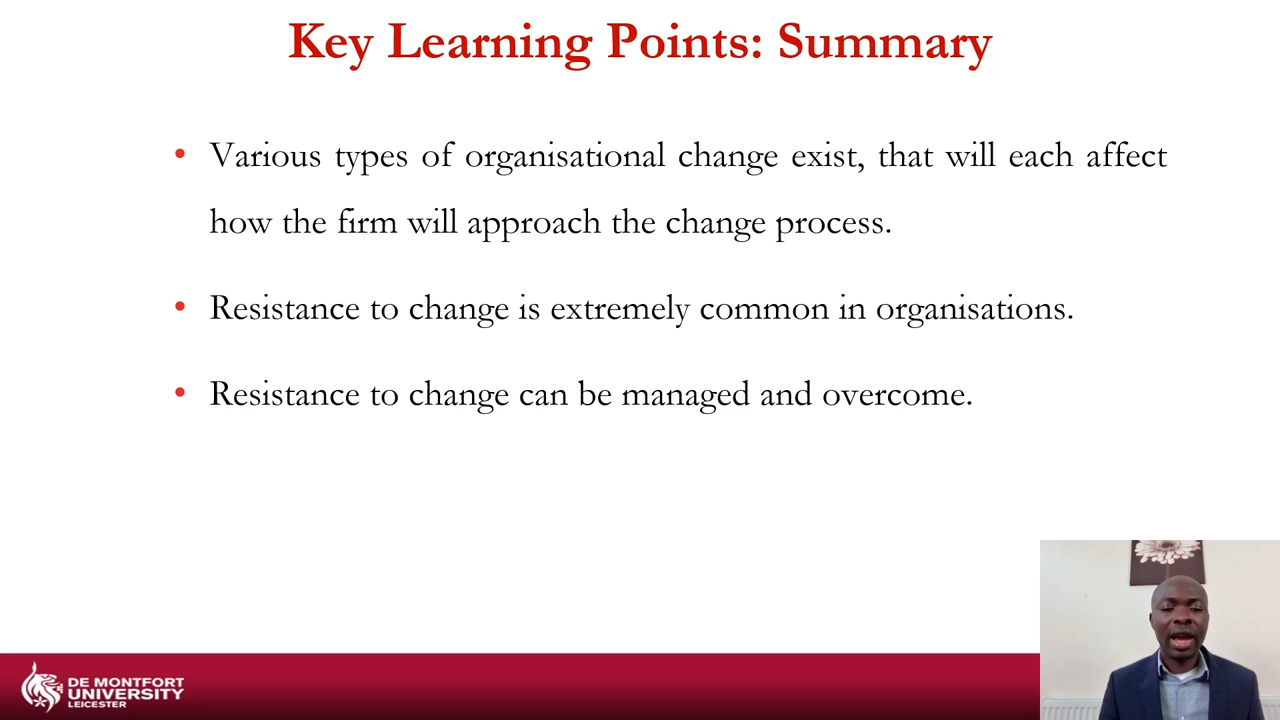 Key Learning Points: Summary
• Various types of organisational change exist, that will each affect
how the firm will approach the change process.
• Resistance to change is extremely common in organisations.
• Resistance to change can be managed and overcome.
DE MONTFORT
UNIVERSITY
LEICESTER